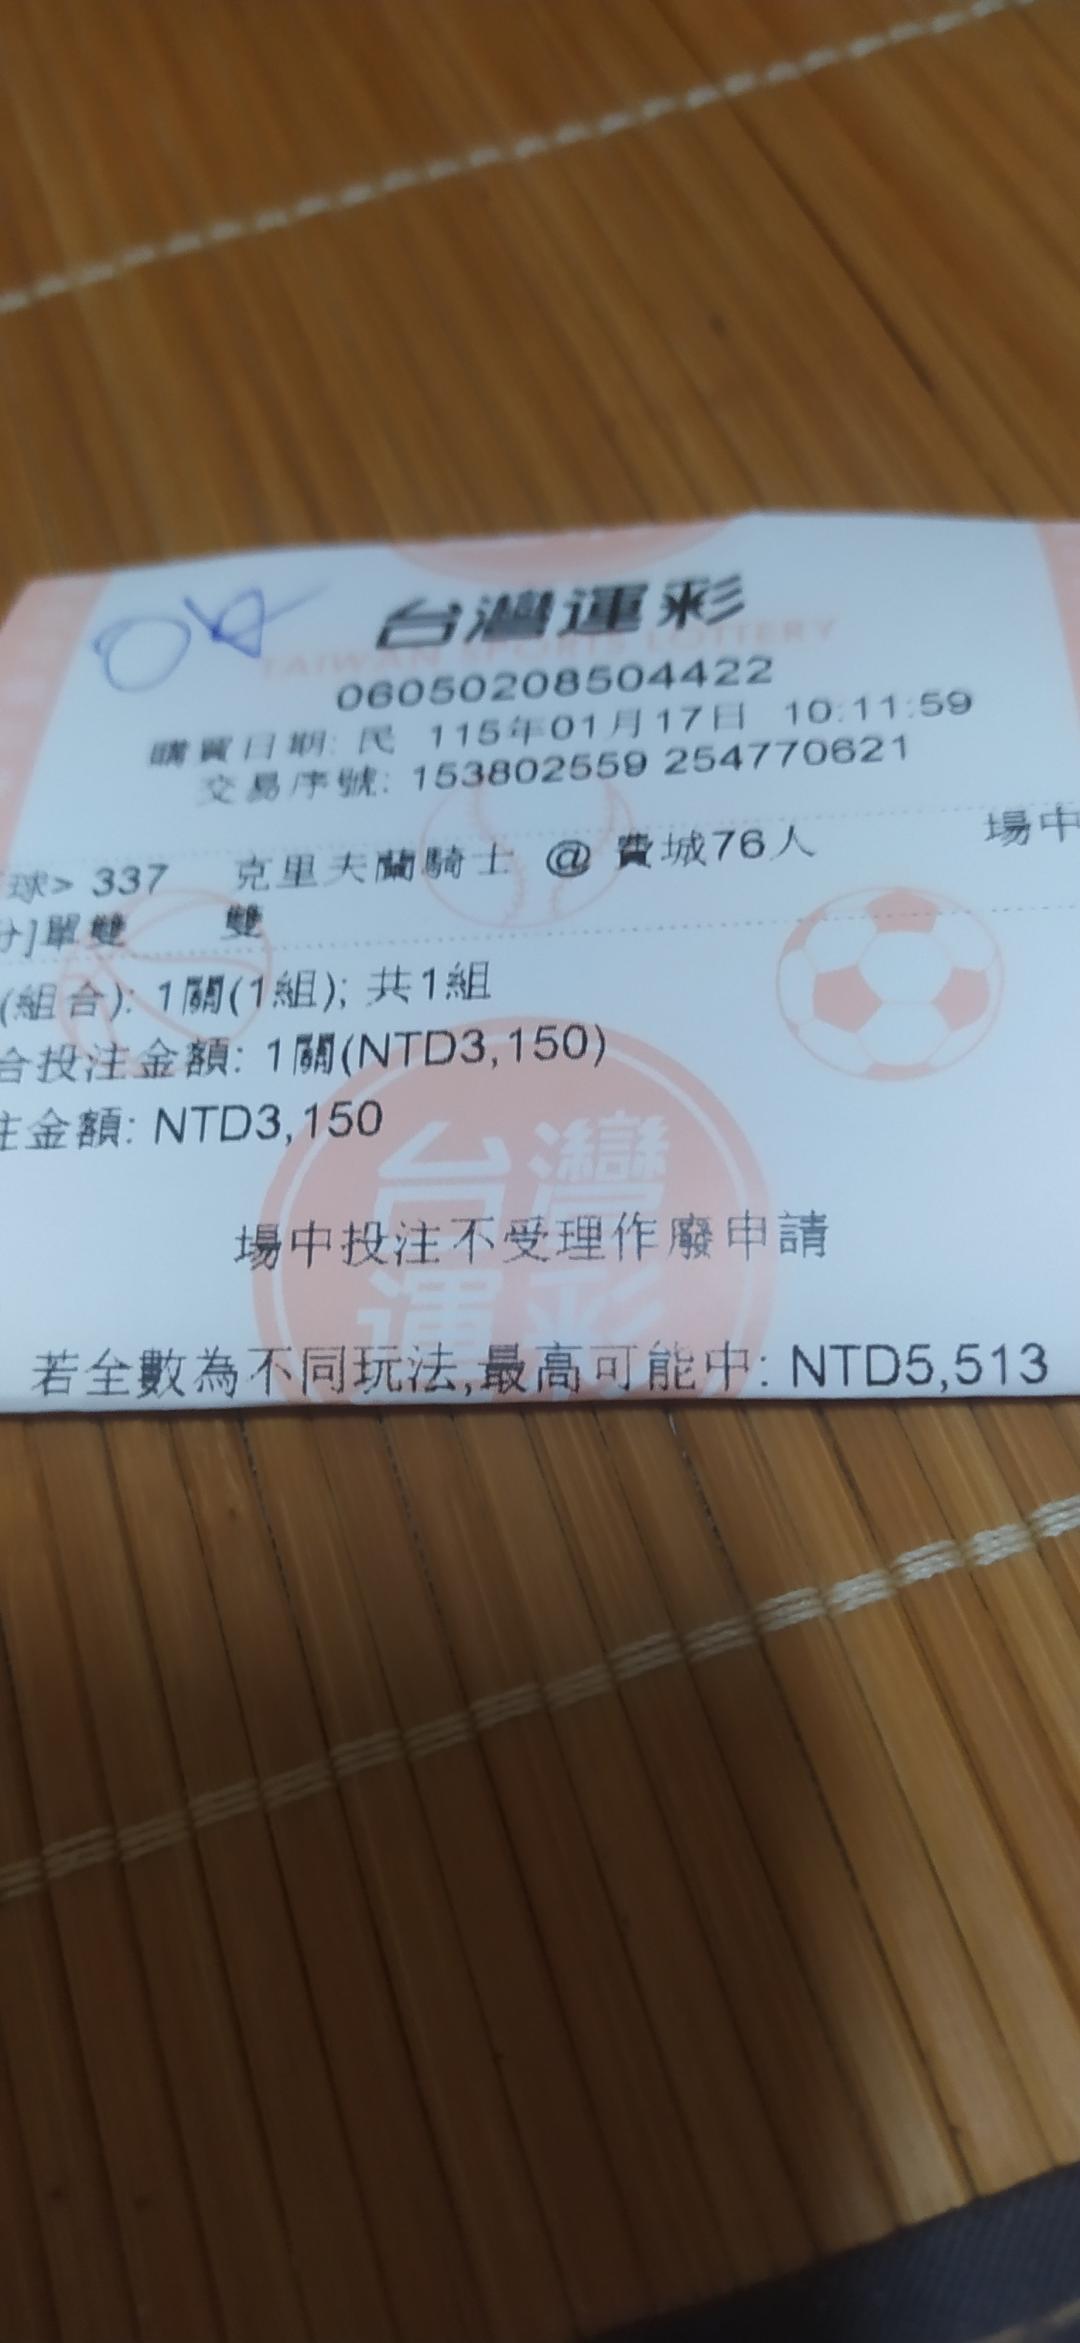 台灣運彩
TAIWAN SPORTS LOTTERY
06050208504422
購買日期: 民 115年01月17日 10:11:59
交易序號: 153802559 254770621
球> 337 克里夫蘭騎士 @ 費城76人 場中
分]單雙 雙
(組合): 1關(1組); 共1組
合投注金額: 1關(NTD3,150)
注金額: NTD3,150
台灣
運彩
場中投注不受理作廢申請
若全數為不同玩法,最高可能中: NTD5,513